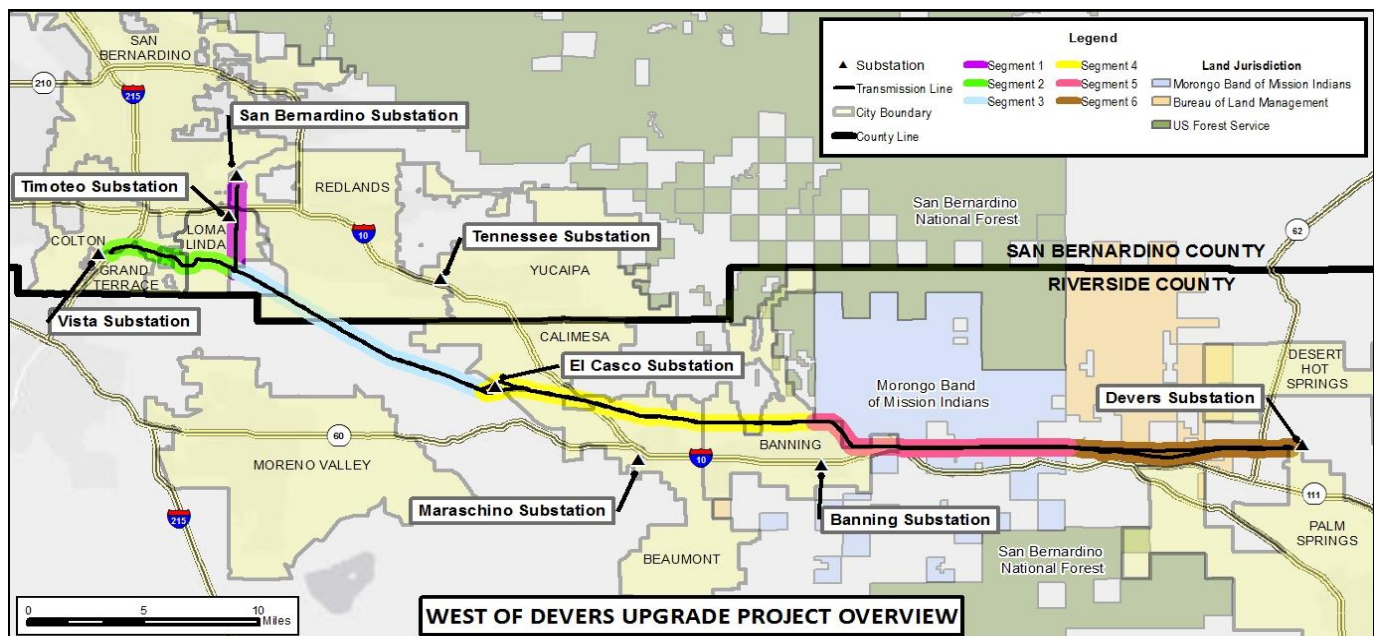 Legend
Substation
Transmission Line
City Boundary
County Line
Segment 1
Segment 2
Segment 3
Segment 4
Segment 5
Segment 6
Land Jurisdiction
Morongo Band of Mission Indians
Bureau of Land Management
US Forest Service
SAN
BERNARDINO
210
215
San Bernardino Substation
Timoteo Substation
REDLANDS
LOMA
LINDA
COLTON
GRAND
TERRACE
10
Tennessee Substation
YUCAIPA
San Bernardino
National Forest
62
SAN BERNARDINO COUNTY
RIVERSIDE COUNTY
Vista Substation
CALIMESA
El Casco Substation
Morongo Band
of Mission Indians
DESERT
HOT
SPRINGS
Devers Substation
60
MORENO VALLEY
BANNING
10
215
Maraschino Substation
Banning Substation
111
PALM
SPRINGS
BEAUMONT
San Bernardino
National Forest
0 5 10
Miles
WEST OF DEVERS UPGRADE PROJECT OVERVIEW